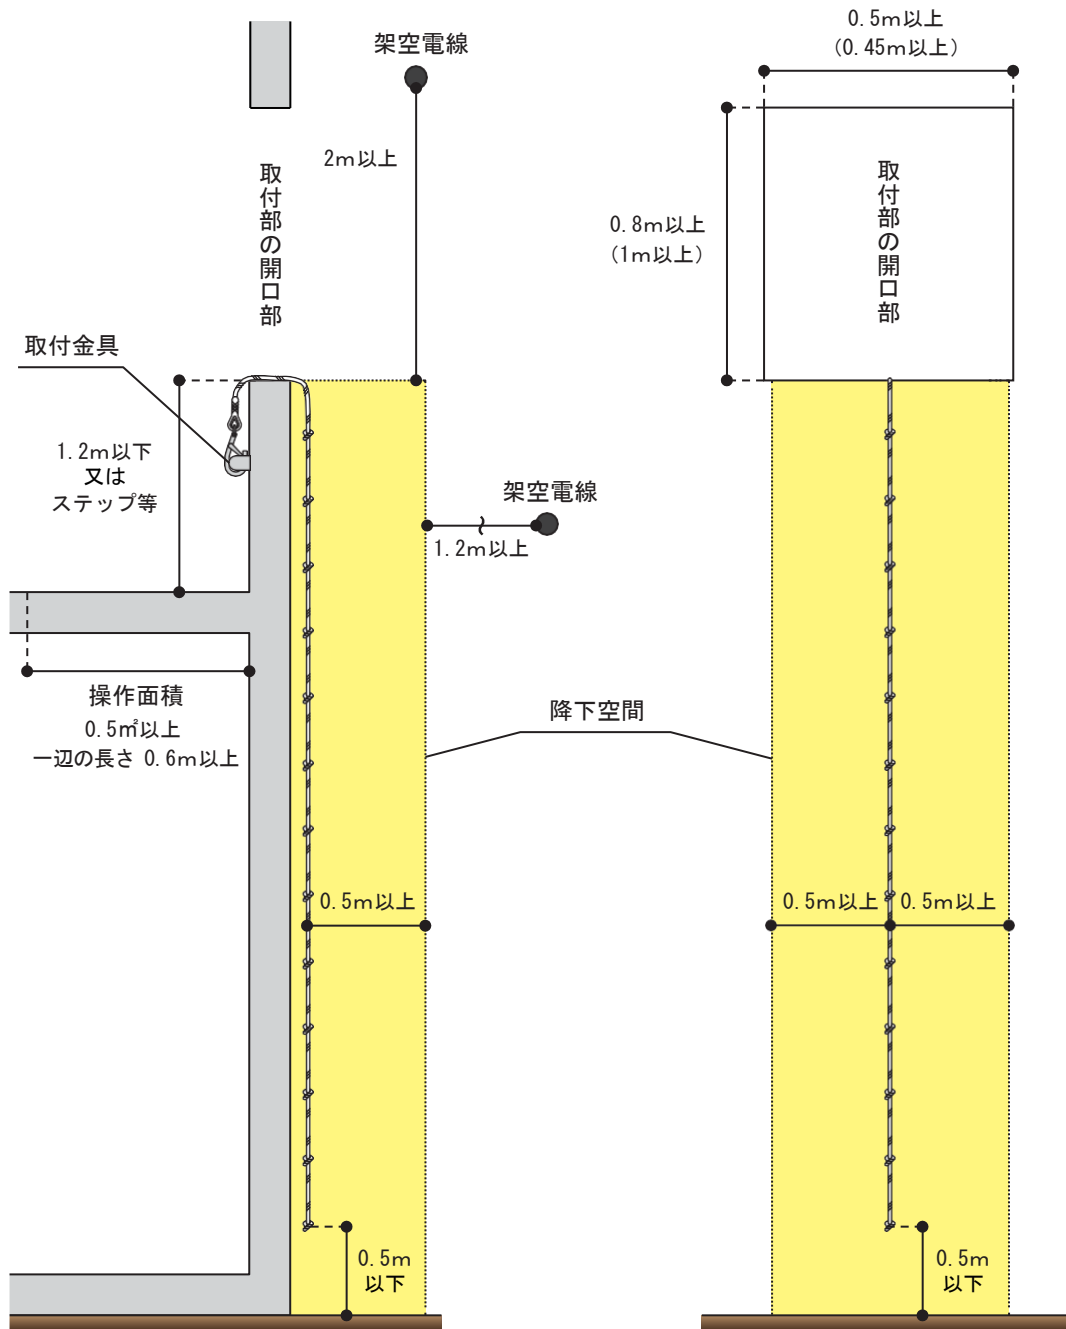 架空電線
2m以上
取付部の開口部
取付金具
1.2m以下
又は
ステップ等
架空電線
1.2m以上
操作面積
0.5㎡以上
一辺の長さ 0.6m以上
降下空間
0.5m以上
0.5m
以下
0.5m以上
(0.45m以上)
0.8m以上
(1m以上)
取付部の開口部
0.5m以上
0.5m以上
0.5m
以下